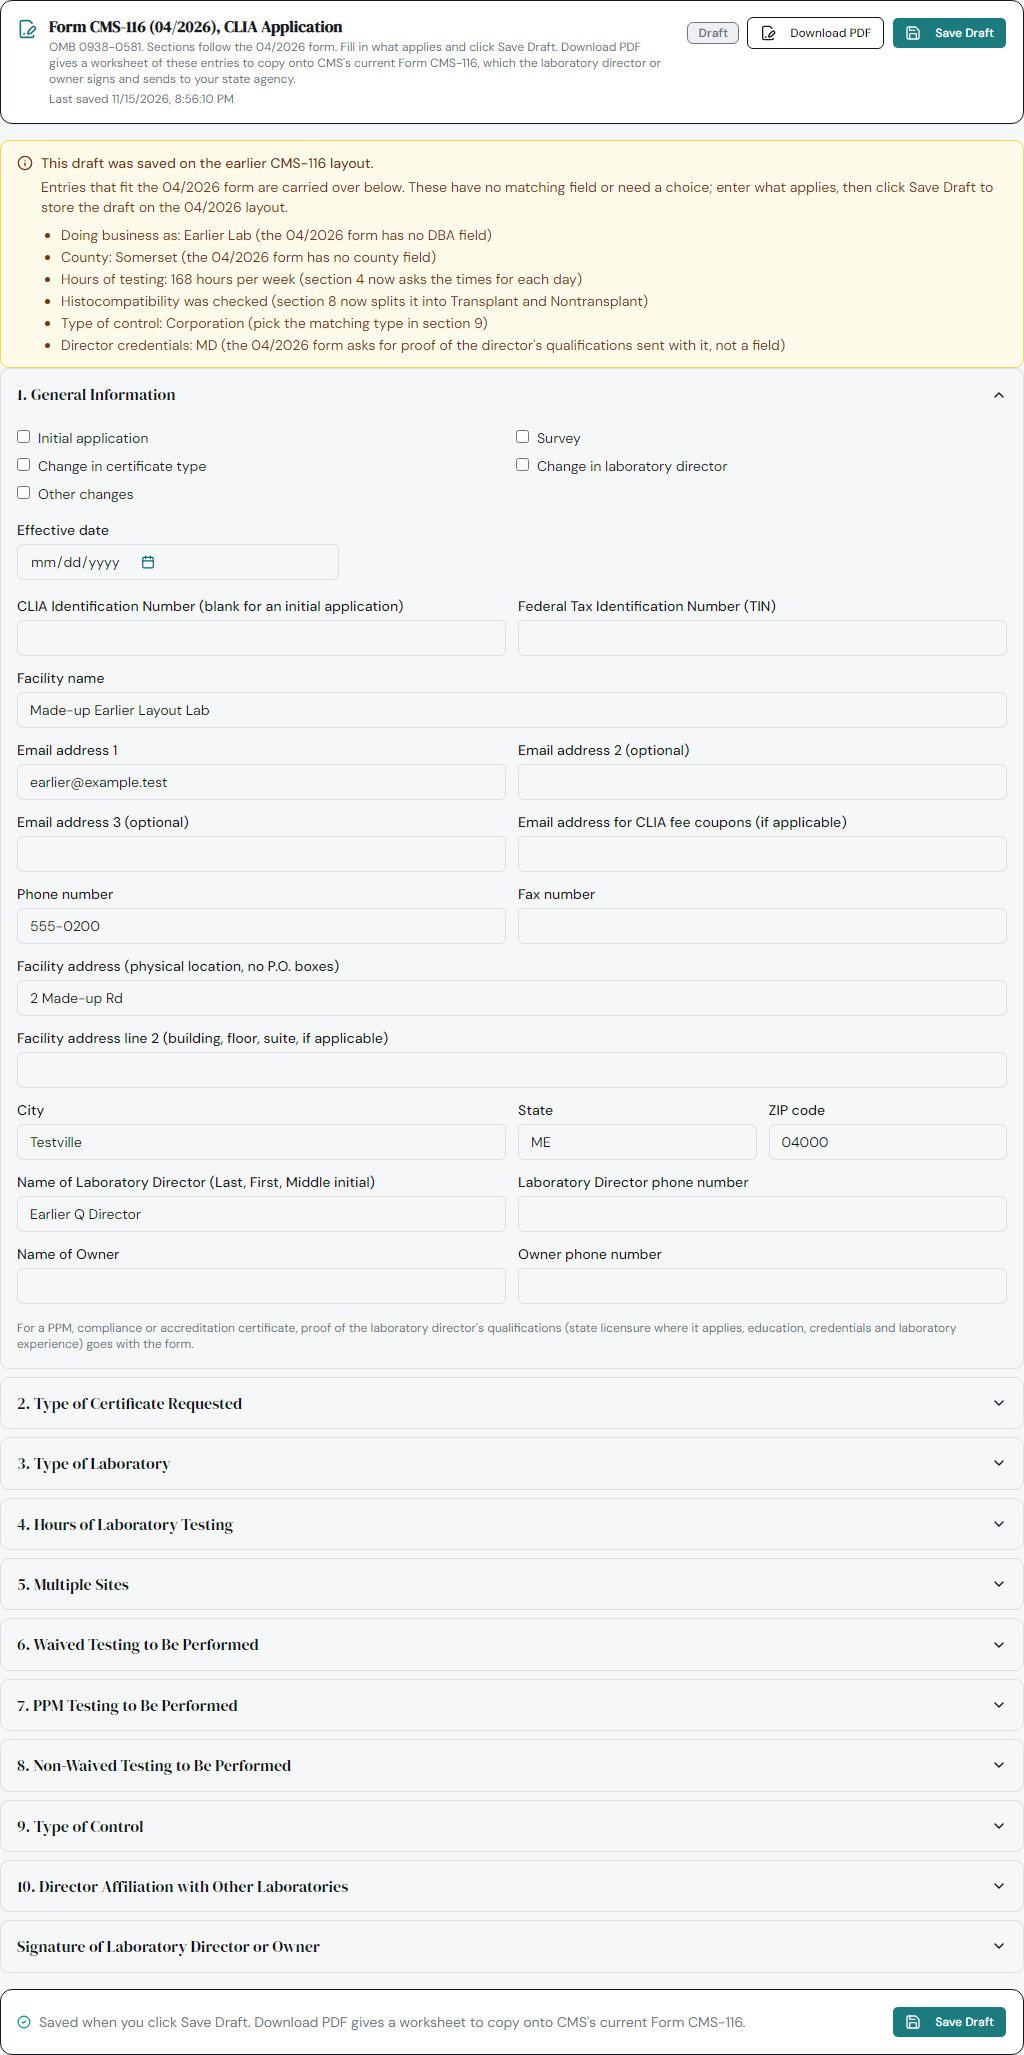 Form CMS-116 (04/2026), CLIA Application
OMB 0938-0581. Sections follow the 04/2026 form. Fill in what applies and click Save Draft. Download PDF
gives a worksheet of these entries to copy onto CMS's current Form CMS-116, which the laboratory director or
owner signs and sends to your state agency.
Last saved 11/15/2026, 8:56:10 PM
Draft
Download PDF
Save Draft
This draft was saved on the earlier CMS-116 layout.
Entries that fit the 04/2026 form are carried over below. These have no matching field or need a choice; enter what applies, then click Save Draft to
store the draft on the 04/2026 layout.
• Doing business as: Earlier Lab (the 04/2026 form has no DBA field)
• County: Somerset (the 04/2026 form has no county field)
• Hours of testing: 168 hours per week (section 4 now asks the times for each day)
• Histocompatibility was checked (section 8 now splits it into Transplant and Nontransplant)
• Type of control: Corporation (pick the matching type in section 9)
• Director credentials: MD (the 04/2026 form asks for proof of the director's qualifications sent with it, not a field)
1. General Information
Initial application
Survey
Change in certificate type
Change in laboratory director
Other changes
Effective date
mm/dd/yyyy
CLIA Identification Number (blank for an initial application)
Federal Tax Identification Number (TIN)
Facility name
Made-up Earlier Layout Lab
Email address 1
Email address 2 (optional)
earlier@example.test
Email address 3 (optional)
Email address for CLIA fee coupons (if applicable)
Phone number
Fax number
555-0200
Facility address (physical location, no P.O. boxes)
2 Made-up Rd
Facility address line 2 (building, floor, suite, if applicable)
City
State
ZIP code
Testville
ME
04000
Name of Laboratory Director (Last, First, Middle initial)
Laboratory Director phone number
Earlier Q Director
Name of Owner
Owner phone number
For a PPM, compliance or accreditation certificate, proof of the laboratory director's qualifications (state licensure where it applies, education, credentials and laboratory
experience) goes with the form.
2. Type of Certificate Requested
3. Type of Laboratory
4. Hours of Laboratory Testing
5. Multiple Sites
6. Waived Testing to Be Performed
7. PPM Testing to Be Performed
8. Non-Waived Testing to Be Performed
9. Type of Control
10. Director Affiliation with Other Laboratories
Signature of Laboratory Director or Owner
Saved when you click Save Draft. Download PDF gives a worksheet to copy onto CMS's current Form CMS-116.
Save Draft